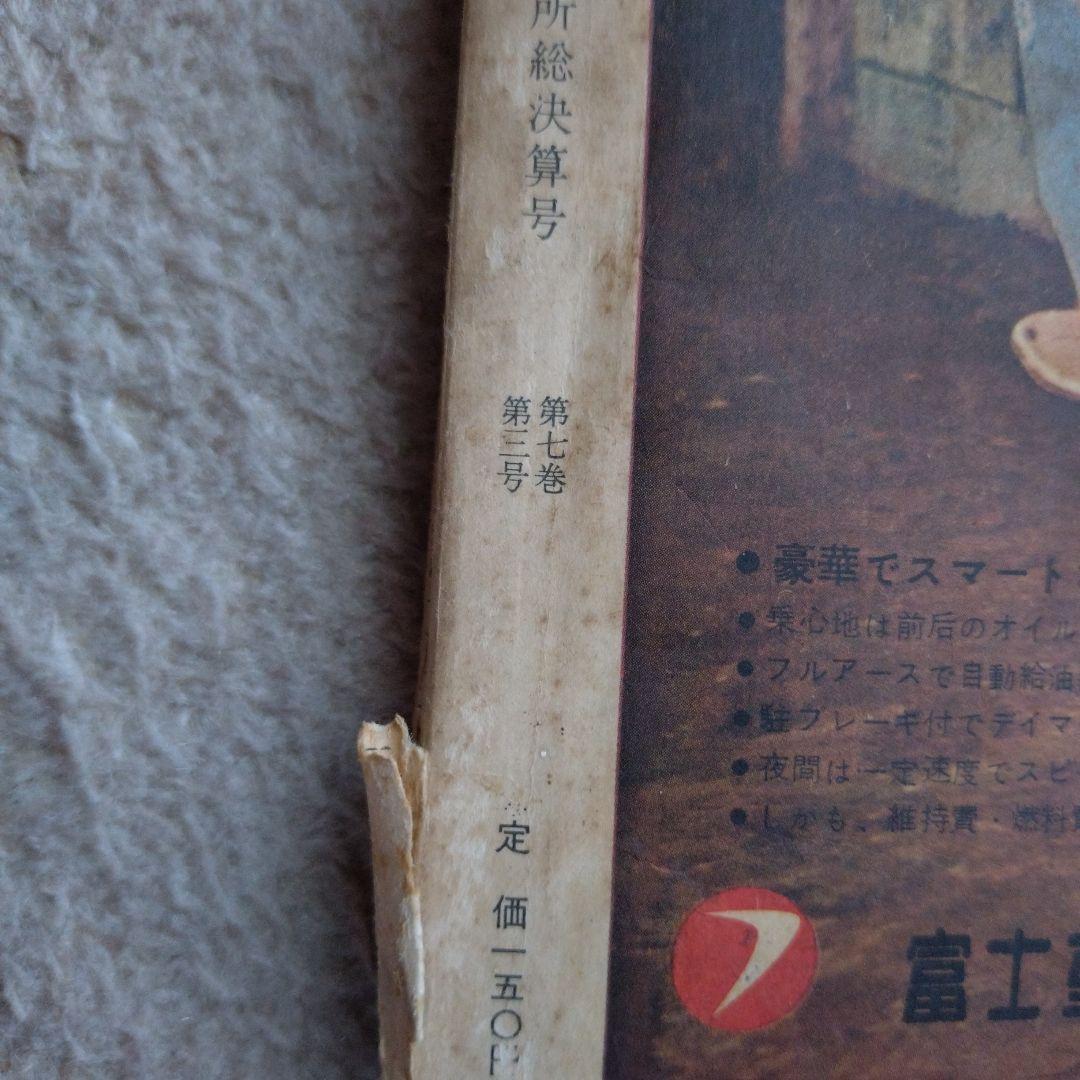 所総決算号
第七巻
第三号
定価一五〇円
●豪華でスマート
●乗心地は前后のオイル
●フルアースで自動給油
●駐ブレーキ付でデイマ
●夜間は一定速度でスピ
●しかも、維持費・燃料
富士重